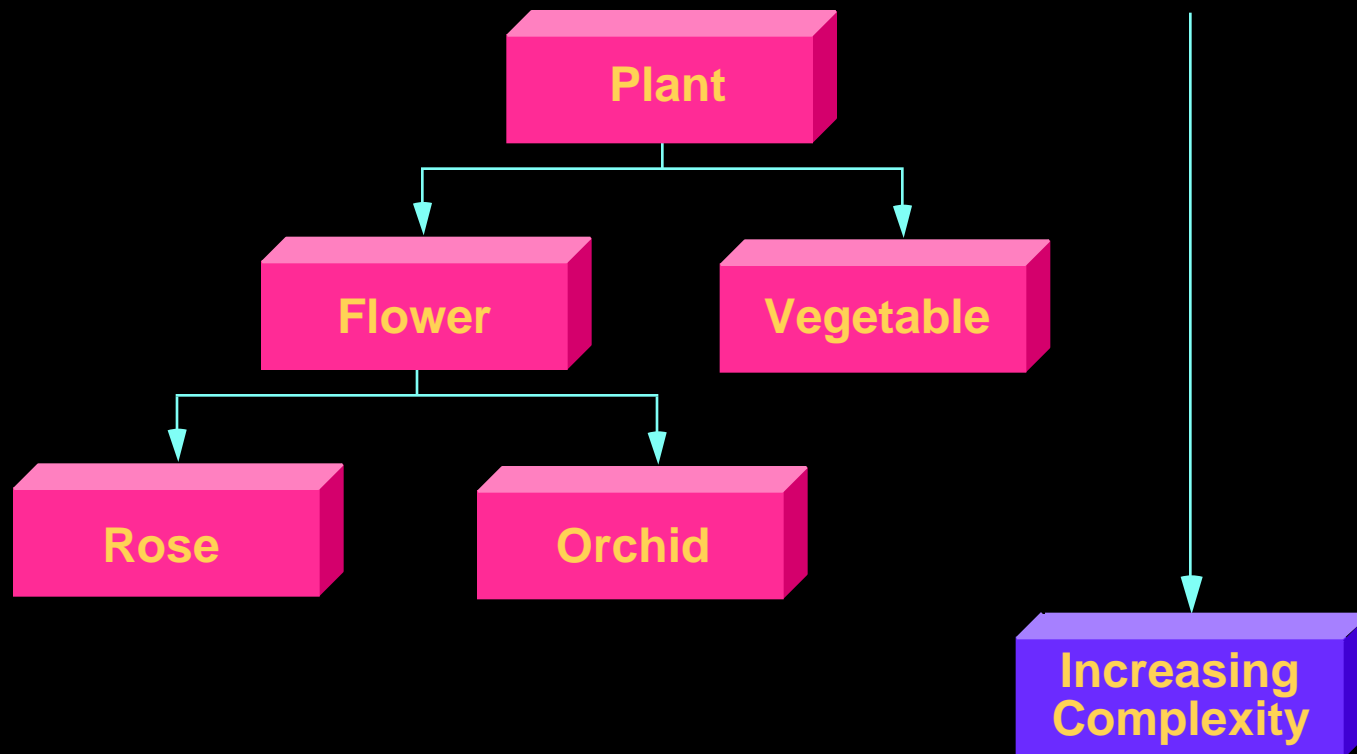 Plant
Flower
Vegetable
Rose
Orchid
Increasing
Complexity